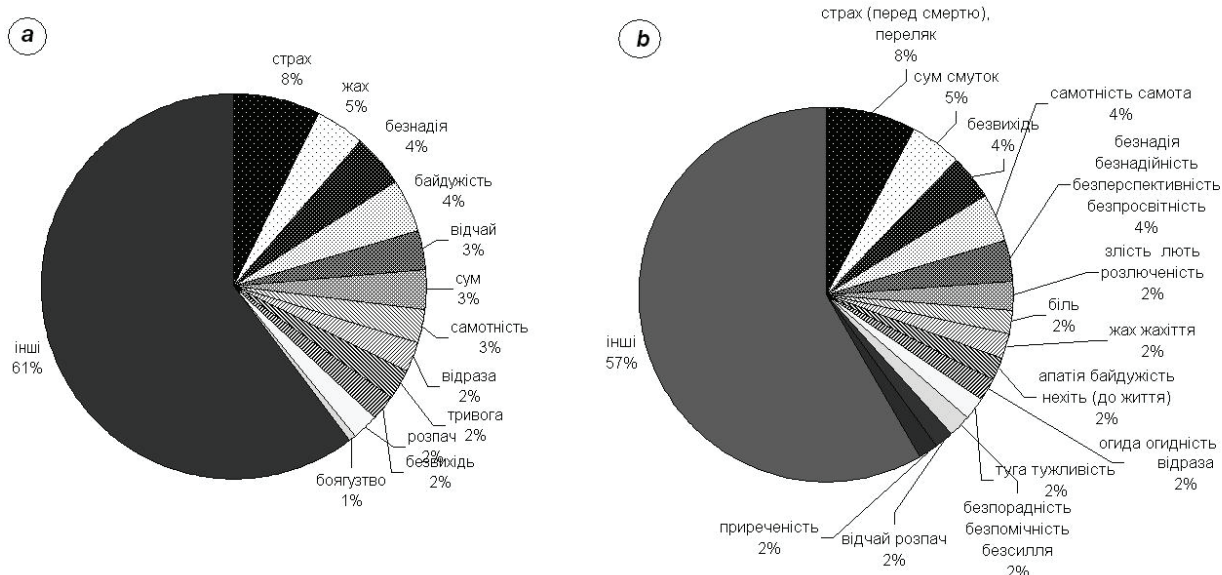 a
страх
8%
жах
5%
безнадія
4%
байдужість
4%
відчай
3%
сум
3%
самотність
3%
відраза
2%
тривога
2%
розпач
2%
безвихідь
2%
боягузтво
1%
інші
61%
b
страх (перед смертю),
переляк
8%
сум смуток
5%
безвихідь
4%
самотність самота
4%
безнадія
безнадійність
безперспективність
безпросвітність
4%
злість лють
розлюченість
2%
біль
2%
жах жахіття
2%
апатія байдужість
нехіть (до життя)
2%
огида огидність
відраза
2%
туга тужливість
2%
безпорадність
безпомічність
безсилля
2%
відчай розпач
2%
приреченість
2%
інші
57%